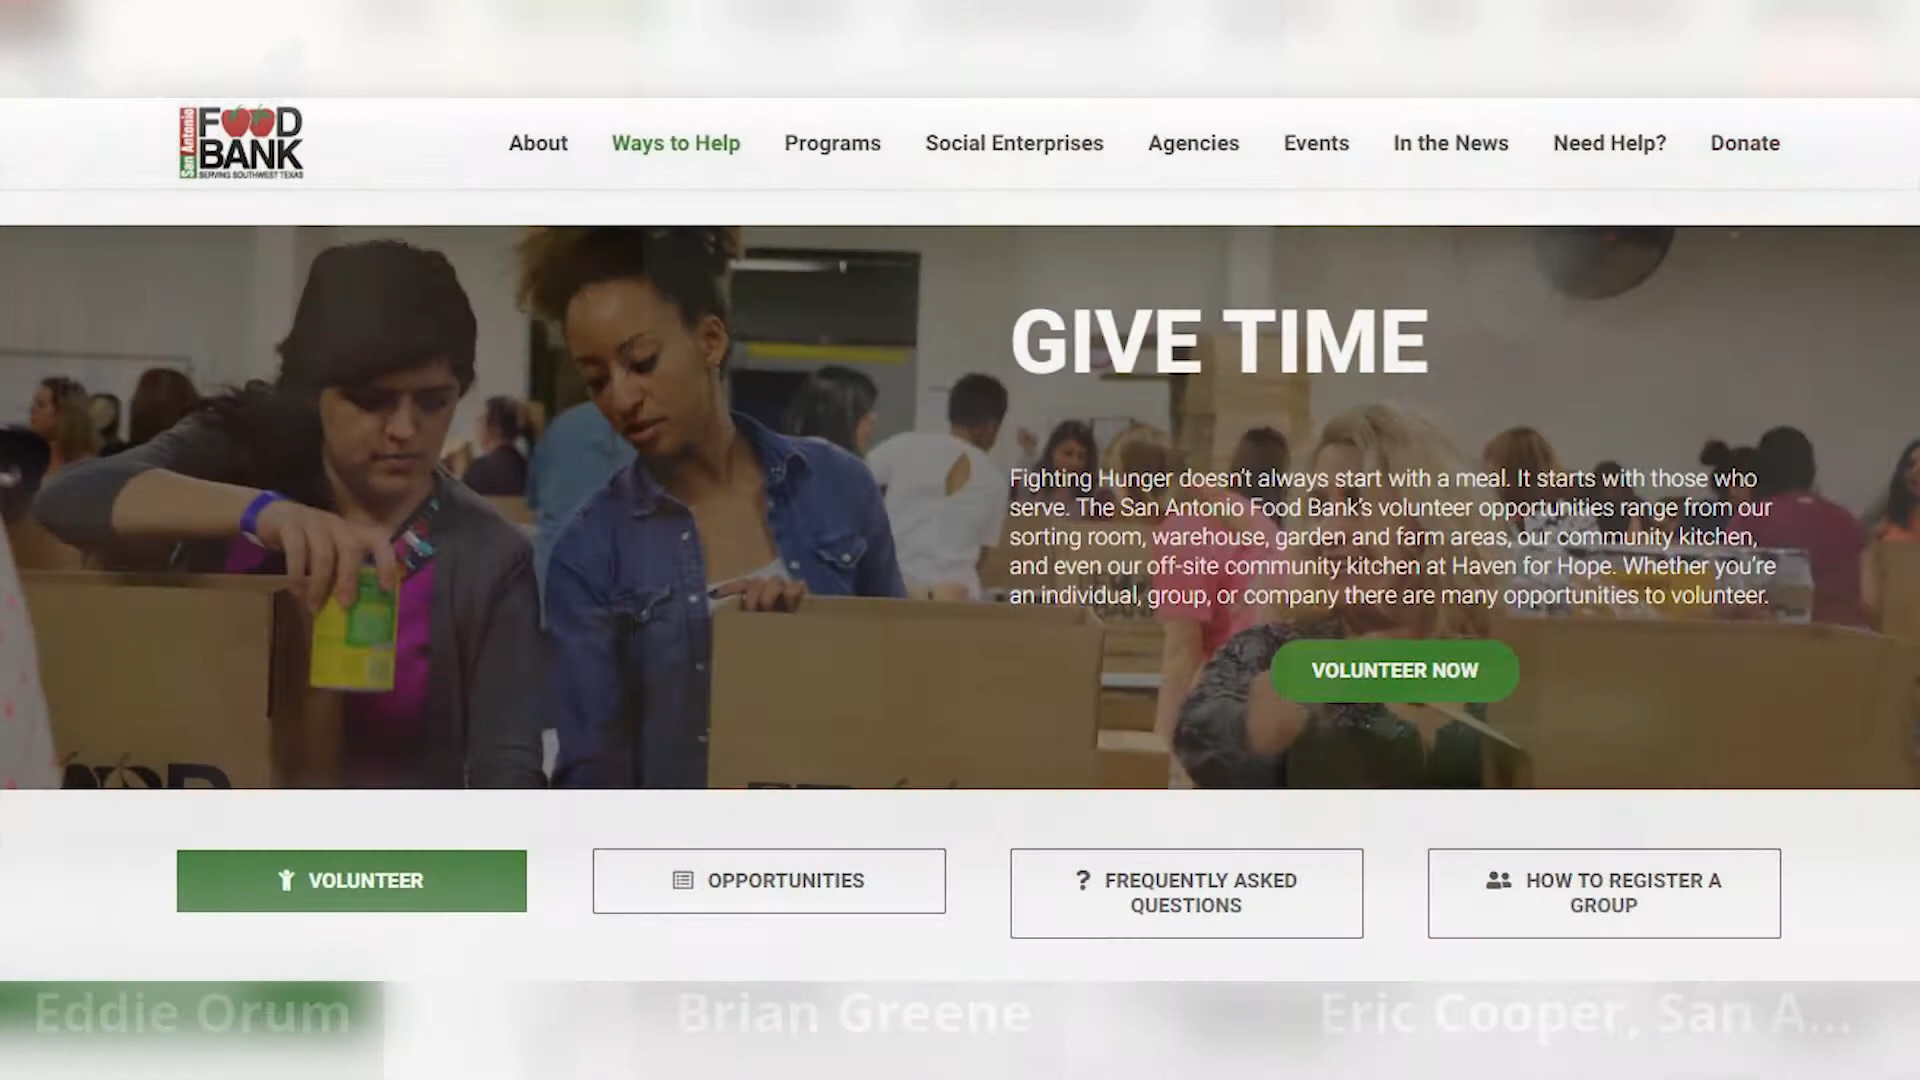 San Antonio
FOOD
BANK
SERVING SOUTHWEST TEXAS
About
Ways to Help
Programs
Social Enterprises
Agencies
Events
In the News
Need Help?
Donate
GIVE TIME
Fighting Hunger doesn't always start with a meal. It starts with those who
serve. The San Antonio Food Bank's volunteer opportunities range from our
sorting room, warehouse, garden and farm areas, our community kitchen,
and even our off-site community kitchen at Haven for Hope. Whether you're
an individual, group, or company there are many opportunities to volunteer.
VOLUNTEER NOW
VOLUNTEER
OPPORTUNITIES
? FREQUENTLY ASKED
QUESTIONS
HOW TO REGISTER A
GROUP
Eddie Orum
Brian Greene
Eric Cooper, San A...